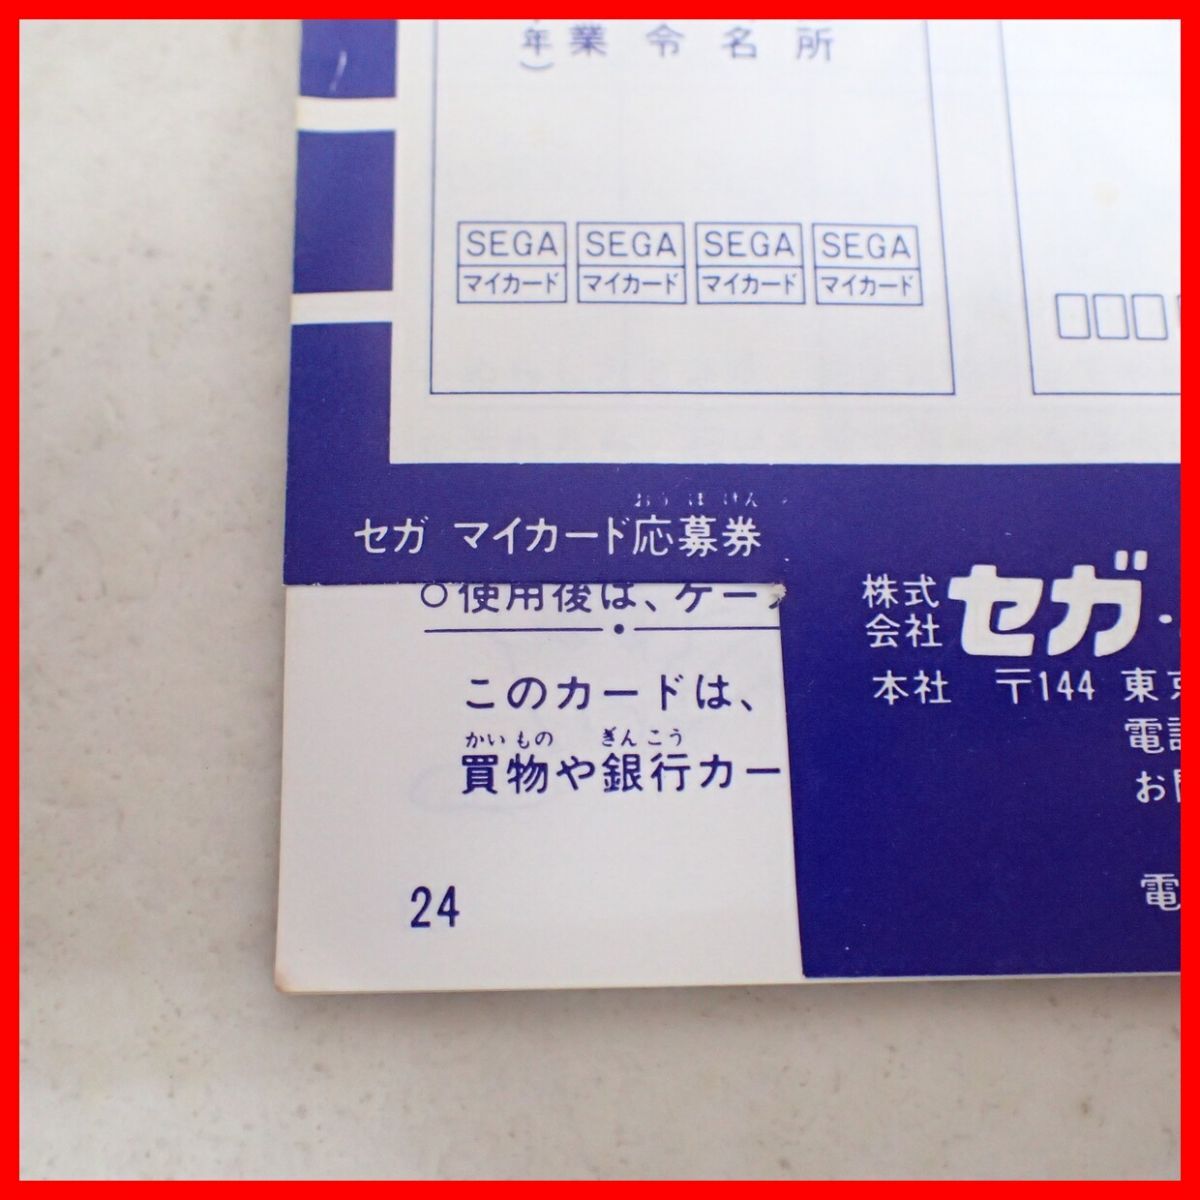 年）業令名所
SEGA SEGA SEGA SEGA
マイカード マイカード マイカード マイカード
おうぼけん
セガ マイカード応募券
○使用後は、ケー
このカードは、
かいもの ぎんこう
買物や銀行カー
24
株式会社 セガ・
本社 〒144 東京
電話
お
電